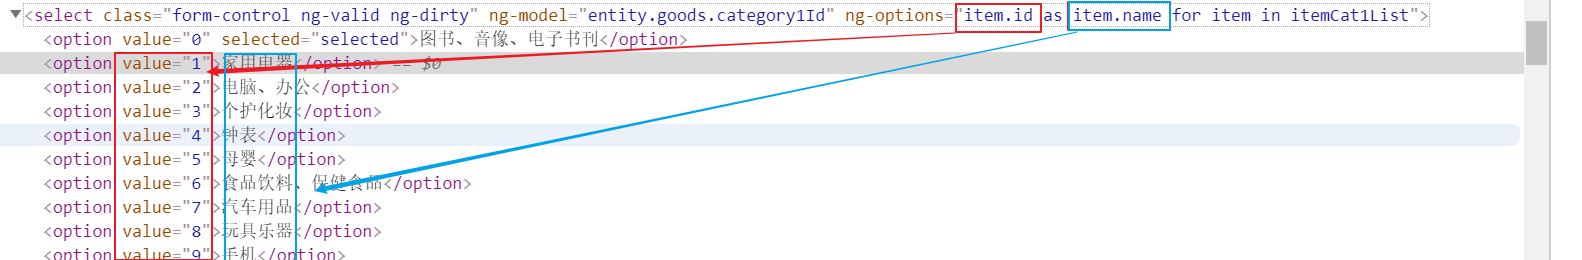 ▼<select class="form-control ng-valid ng-dirty" ng-model="entity.goods.category1Id" ng-options="item.id as item.name for item in itemCat1List">
<option value="0" selected="selected">图书、音像、电子书刊</option>
<option value="1">家用电器</option> == $0
<option value="2">电脑、办公</option>
<option value="3">个护化妆</option>
<option value="4">钟表</option>
<option value="5">母婴</option>
<option value="6">食品饮料、保健食品</option>
<option value="7">汽车用品</option>
<option value="8">玩具乐器</option>
<option value="9">手机</option>